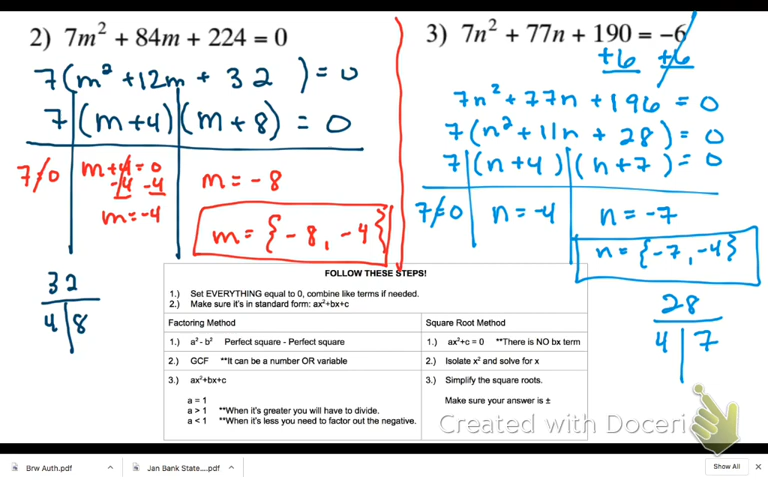 2) 7m² + 84m + 224 = 0
7(m² +12m + 32 ) = 0
7 (m+4) (m+8) = 0
7≠0
m+4=0
-4 -4
m=-4
m = -8
m = {-8, -4}
32
4 8
3) 7n² + 77n + 190 = −6
+6 +6
7n² +77n +196 = 0
7(n² +11n + 28) = 0
7 (n+4) (n+7) = 0
7≠0
n = -4
n = -7
n = {-7, -4}
28
4 7
FOLLOW THESE STEPS!
1.) Set EVERYTHING equal to 0, combine like terms if needed.
2.) Make sure it's in standard form: ax²+bx+c
Factoring Method
1.) a² - b² Perfect square - Perfect square
2.) GCF **It can be a number OR variable
3.) ax²+bx+c
a = 1
a > 1 **When it's greater you will have to divide.
a < 1 **When it's less you need to factor out the negative.
Square Root Method
1.) ax²+c = 0 **There is NO bx term
2.) Isolate x² and solve for x
3.) Simplify the square roots.
Make sure your answer is ±
Created with Doceri
Brw Auth.pdf
Jan Bank State....pdf
Show All